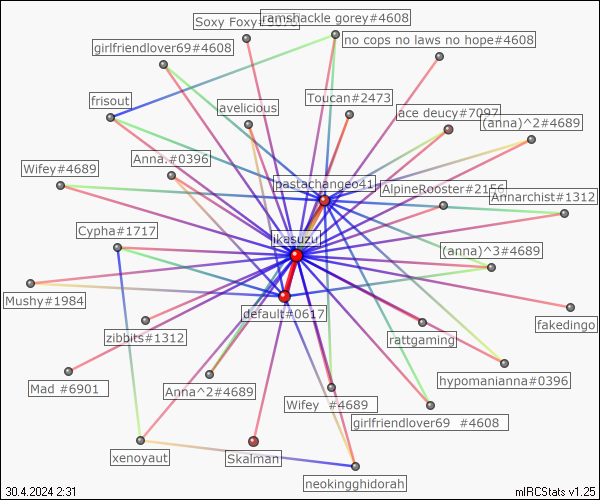 Soxy Foxy#5070
ramshackle gorey#4608
girlfriendlover69#4608
no cops no laws no hope#4608
frisout
avelicious
Toucan#2473
ace deucy#7097
(anna)^2#4689
Wifey#4689
Anna.#0396
pastachangeo41
AlpineRooster#2156
Annarchist#1312
Cypha#1717
ikasuzu
(anna)^3#4689
Mushy#1984
default#0617
fakedingo
zibbits#1312
rattgaming
Mad #6901
Anna^2#4689
Wifey #4689
hypomanianna#0396
girlfriendlover69 #4608
xenoyaut
Skalman
neokingghidorah
30.4.2024 2:31
mIRCStats v1.25